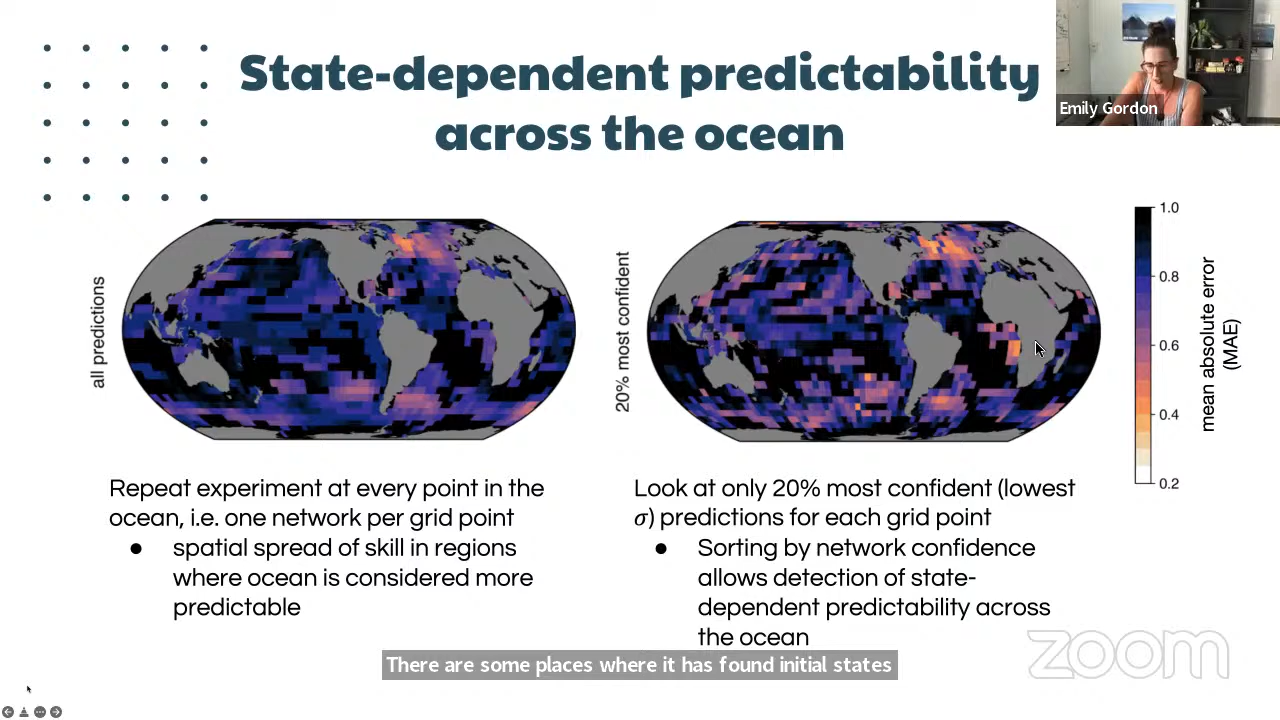 State-dependent predictability
across the ocean
Emily Gordon
all predictions
20% most confident
1.0
0.8
0.6
0.4
0.2
mean absolute error
(MAE)
Repeat experiment at every point in the
ocean, i.e. one network per grid point
● spatial spread of skill in regions
where ocean is considered more
predictable
Look at only 20% most confident (lowest
σ) predictions for each grid point
● Sorting by network confidence
allows detection of state-
dependent predictability across
the ocean
There are some places where it has found initial states
zoom